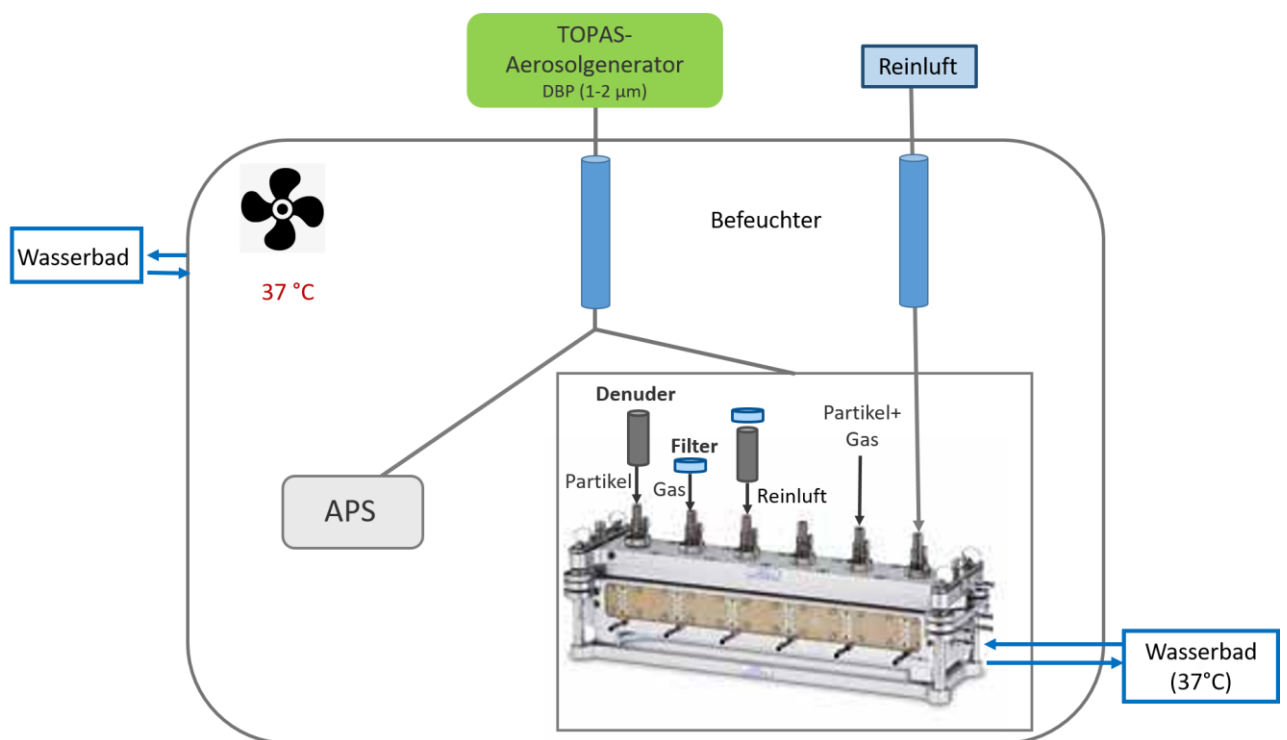 TOPAS-
Aerosolgenerator
DBP (1-2 µm)
Reinluft
Befeuchter
Wasserbad
37 °C
Denuder
Filter
Partikel+
Gas
Partikel
Gas
Reinluft
APS
Wasserbad
(37°C)